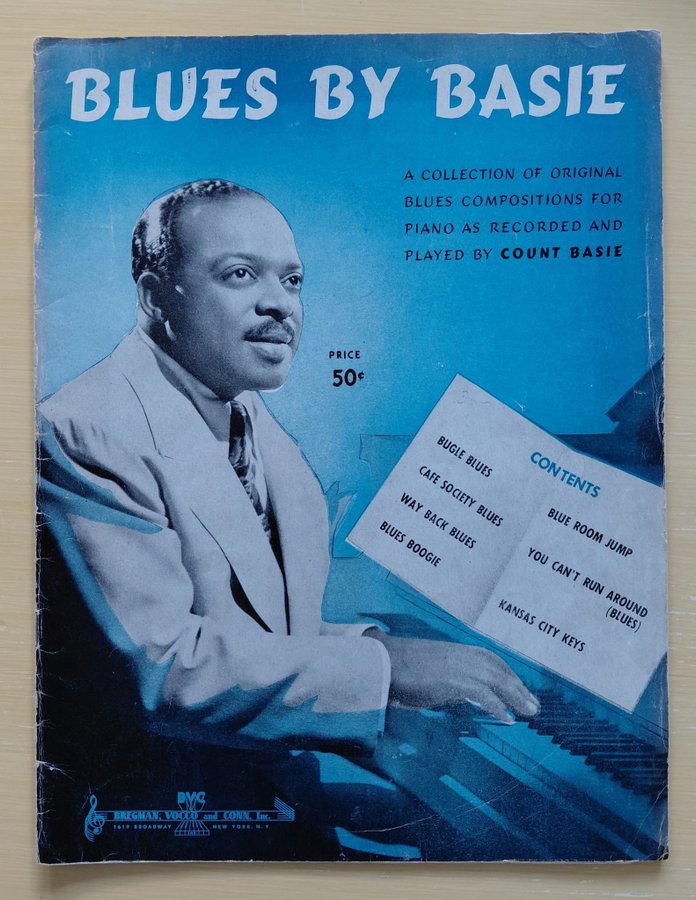 BLUES BY BASIE
A COLLECTION OF ORIGINAL
BLUES COMPOSITIONS FOR
PIANO AS RECORDED AND
PLAYED BY COUNT BASIE
PRICE
50¢
CONTENTS
BUGLE BLUES
CAFE SOCIETY BLUES
WAY BACK BLUES
BLUES BOOGIE
BLUE ROOM JUMP
YOU CAN'T RUN AROUND
(BLUES)
KANSAS CITY KEYS
BVC
BREGMAN, VOCCO and CONN, Inc.
1619 BROADWAY NEW YORK, N.Y.